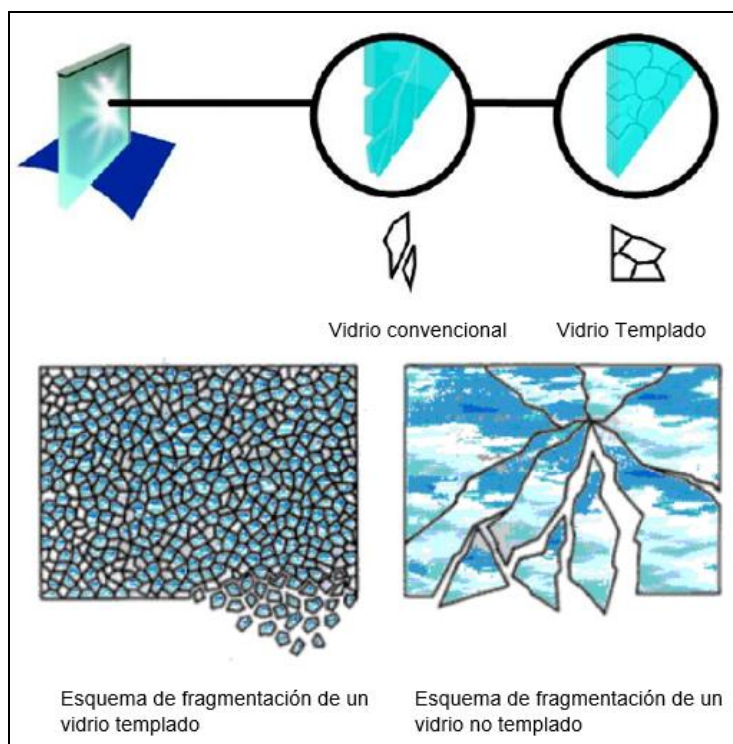 Vidrio convencional
Vidrio Templado
Esquema de fragmentación de un
vidrio templado
Esquema de fragmentación de un
vidrio no templado